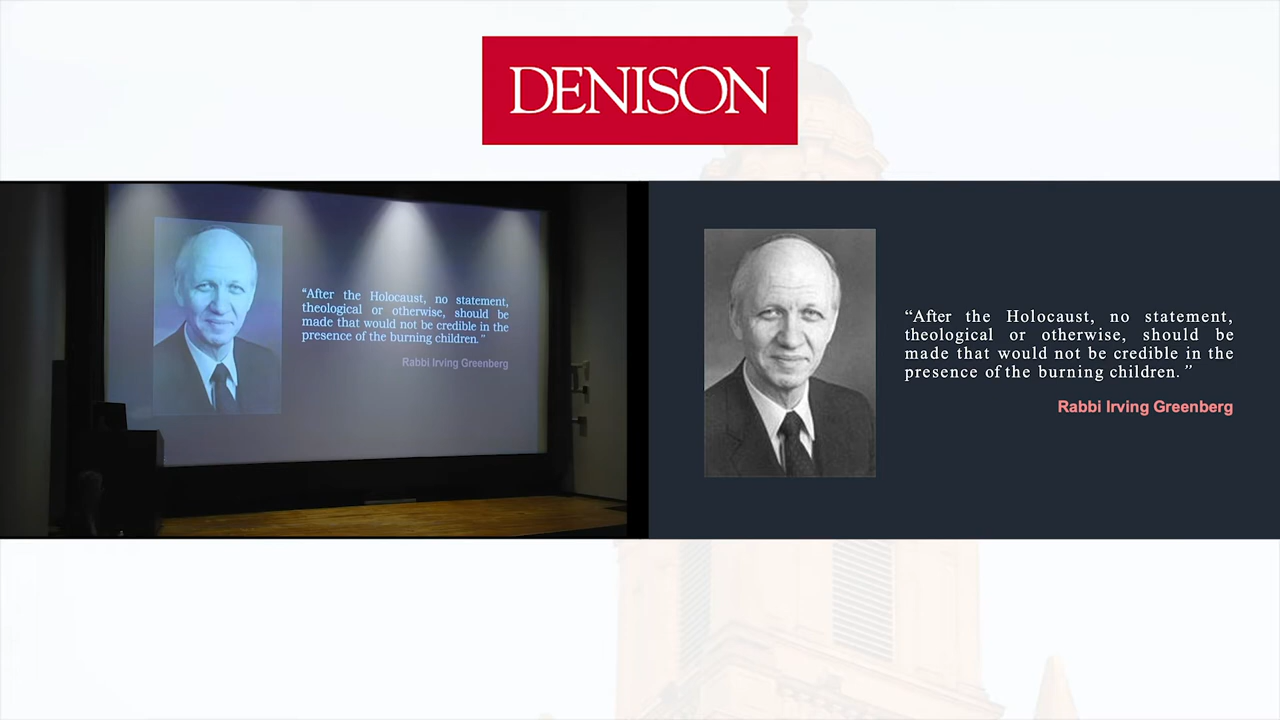 DENISON
“After the Holocaust, no statement,
theological or otherwise, should be
made that would not be credible in the
presence of the burning children.”
Rabbi Irving Greenberg
“After the Holocaust, no statement,
theological or otherwise, should be
made that would not be credible in the
presence of the burning children.”
Rabbi Irving Greenberg